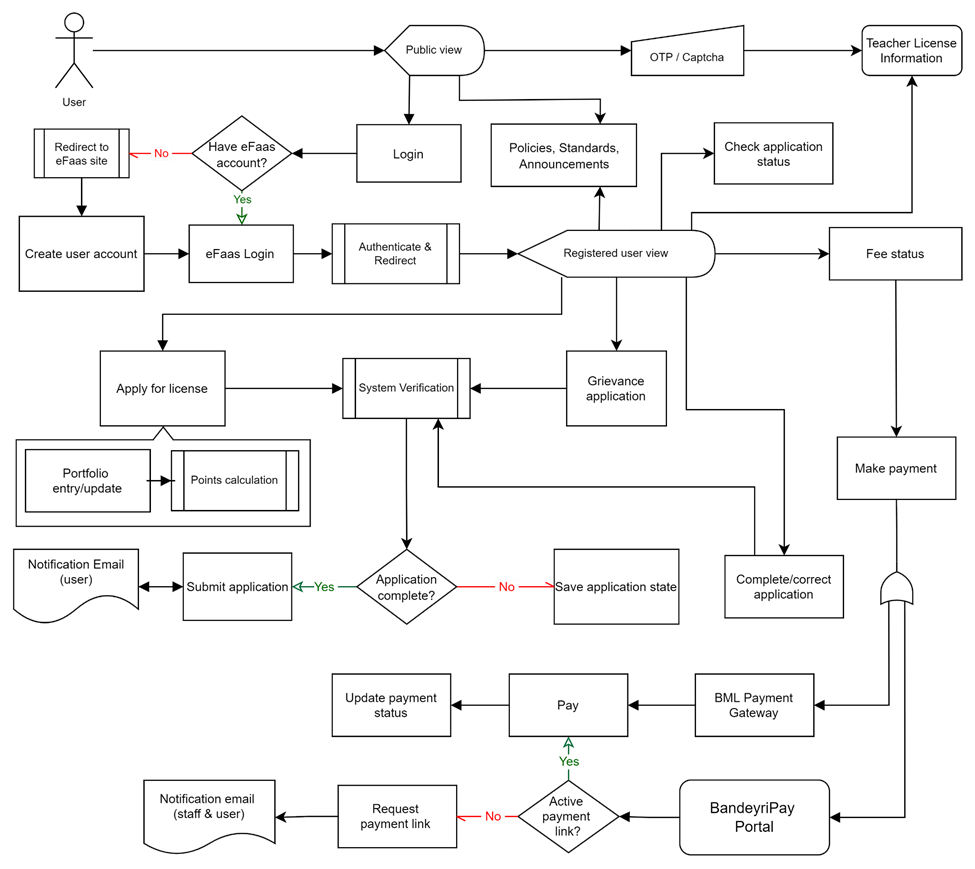 Public view
OTP / Captcha
Teacher License
Information
User
Redirect to
eFaas site
No
Have eFaas
account?
Login
Policies, Standards,
Announcements
Check application
status
Yes
Create user account
eFaas Login
Authenticate &
Redirect
Registered user view
Fee status
Apply for license
System Verification
Grievance
application
Portfolio
entry/update
Points calculation
Make payment
Notification Email
(user)
Submit application
Yes
Application
complete?
No
Save application state
Complete/correct
application
Update payment
status
Pay
BML Payment
Gateway
Yes
Notification email
(staff & user)
Request
payment link
No
Active
payment
link?
BandeyriPay
Portal